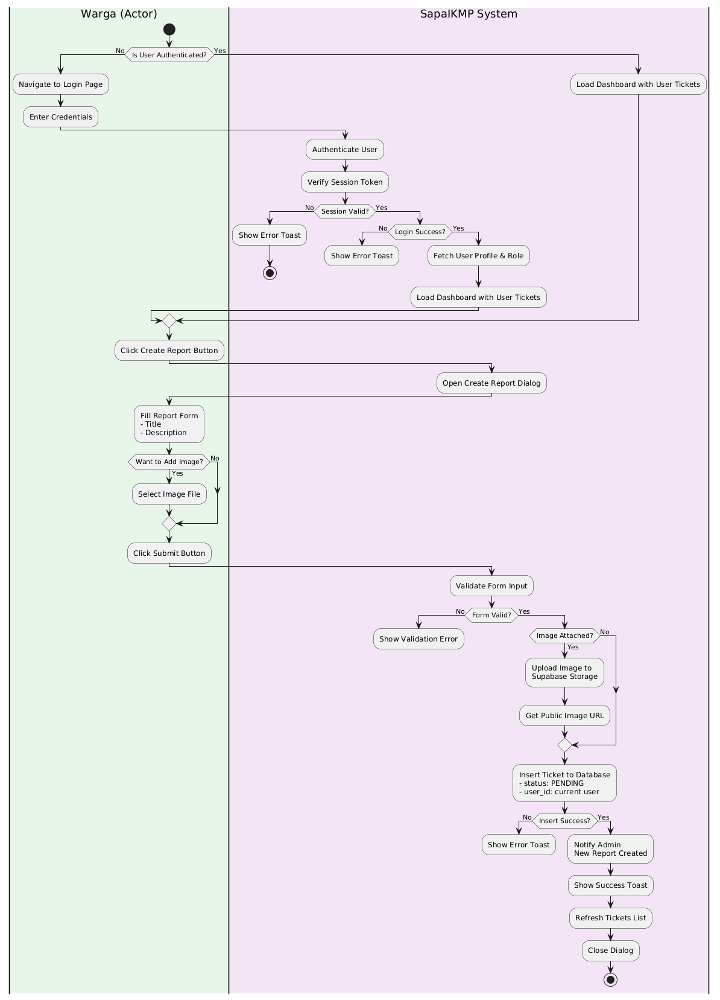 Warga (Actor)
SapaIKMP System
Is User Authenticated?
No
Yes
Navigate to Login Page
Load Dashboard with User Tickets
Enter Credentials
Authenticate User
Verify Session Token
Session Valid?
No
Yes
Show Error Toast
Login Success?
No
Yes
Show Error Toast
Fetch User Profile & Role
Load Dashboard with User Tickets
Click Create Report Button
Open Create Report Dialog
Fill Report Form
- Title
- Description
Want to Add Image?
No
Yes
Select Image File
Click Submit Button
Validate Form Input
Form Valid?
No
Yes
Show Validation Error
Image Attached?
No
Yes
Upload Image to
Supabase Storage
Get Public Image URL
Insert Ticket to Database
- status: PENDING
- user_id: current user
Insert Success?
No
Yes
Show Error Toast
Notify Admin
New Report Created
Show Success Toast
Refresh Tickets List
Close Dialog